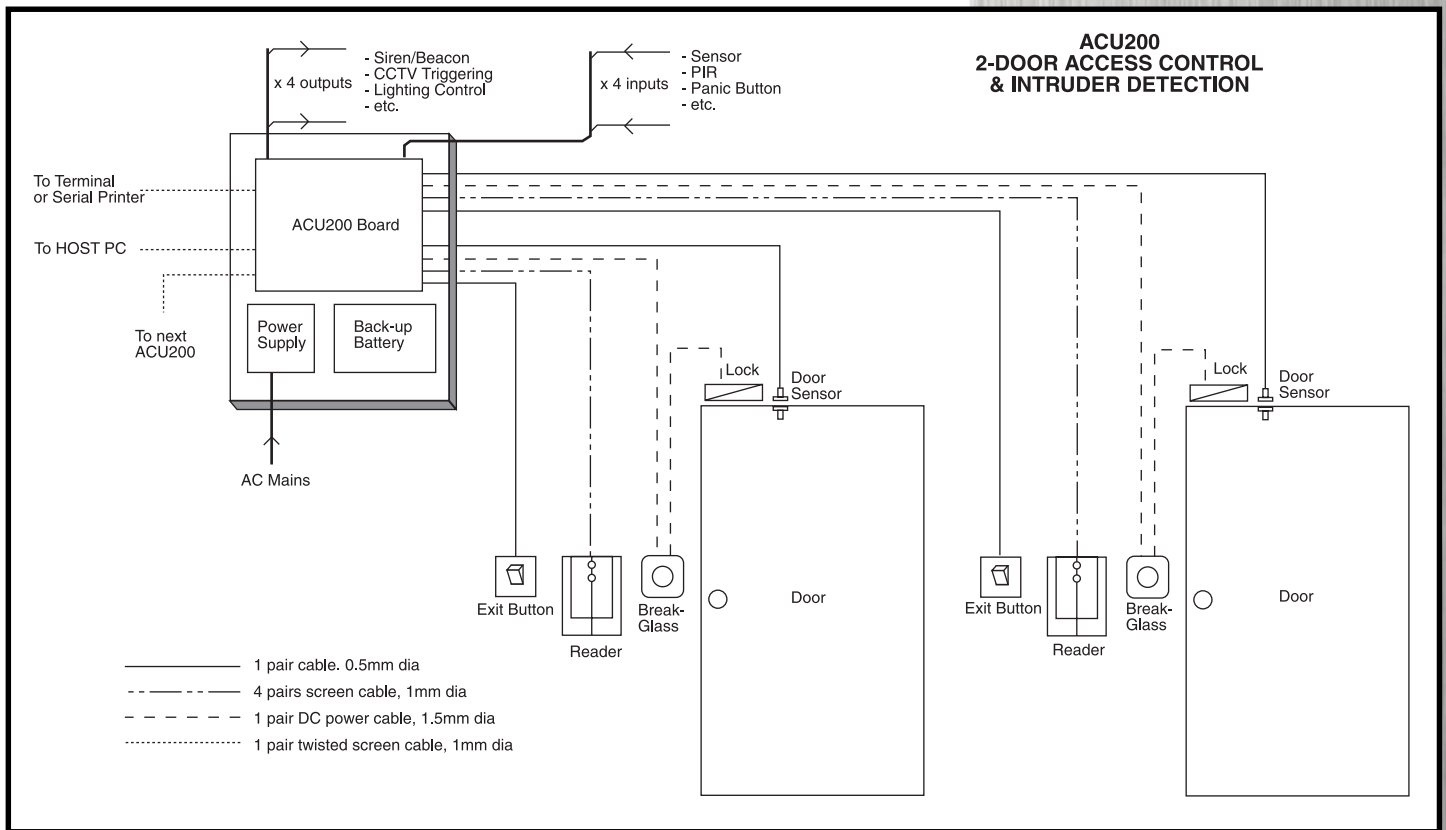 ACU200
2-DOOR ACCESS CONTROL
& INTRUDER DETECTION
x 4 outputs
- Siren/Beacon
- CCTV Triggering
- Lighting Control
- etc.
x 4 inputs
- Sensor
- PIR
- Panic Button
- etc.
To Terminal
or Serial Printer
ACU200 Board
To HOST PC
To next
ACU200
Power
Supply
Back-up
Battery
AC Mains
Lock
Door
Sensor
Lock
Door
Sensor
Exit Button
Reader
Break-
Glass
Door
Exit Button
Reader
Break-
Glass
Door
1 pair cable. 0.5mm dia
4 pairs screen cable, 1mm dia
1 pair DC power cable, 1.5mm dia
1 pair twisted screen cable, 1mm dia